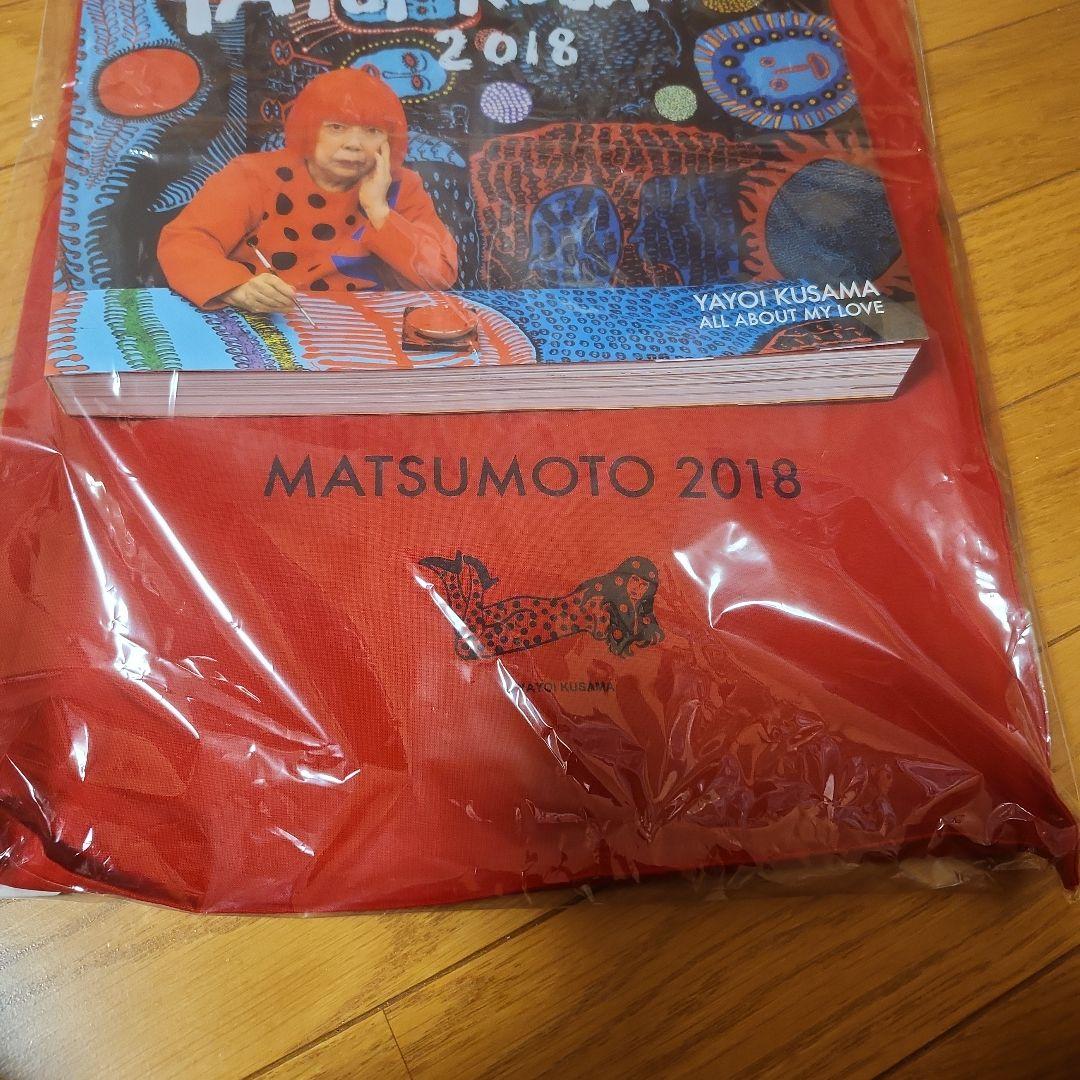 2018
YAYOI KUSAMA
ALL ABOUT MY LOVE
MATSUMOTO 2018
YAYOI KUSAMA